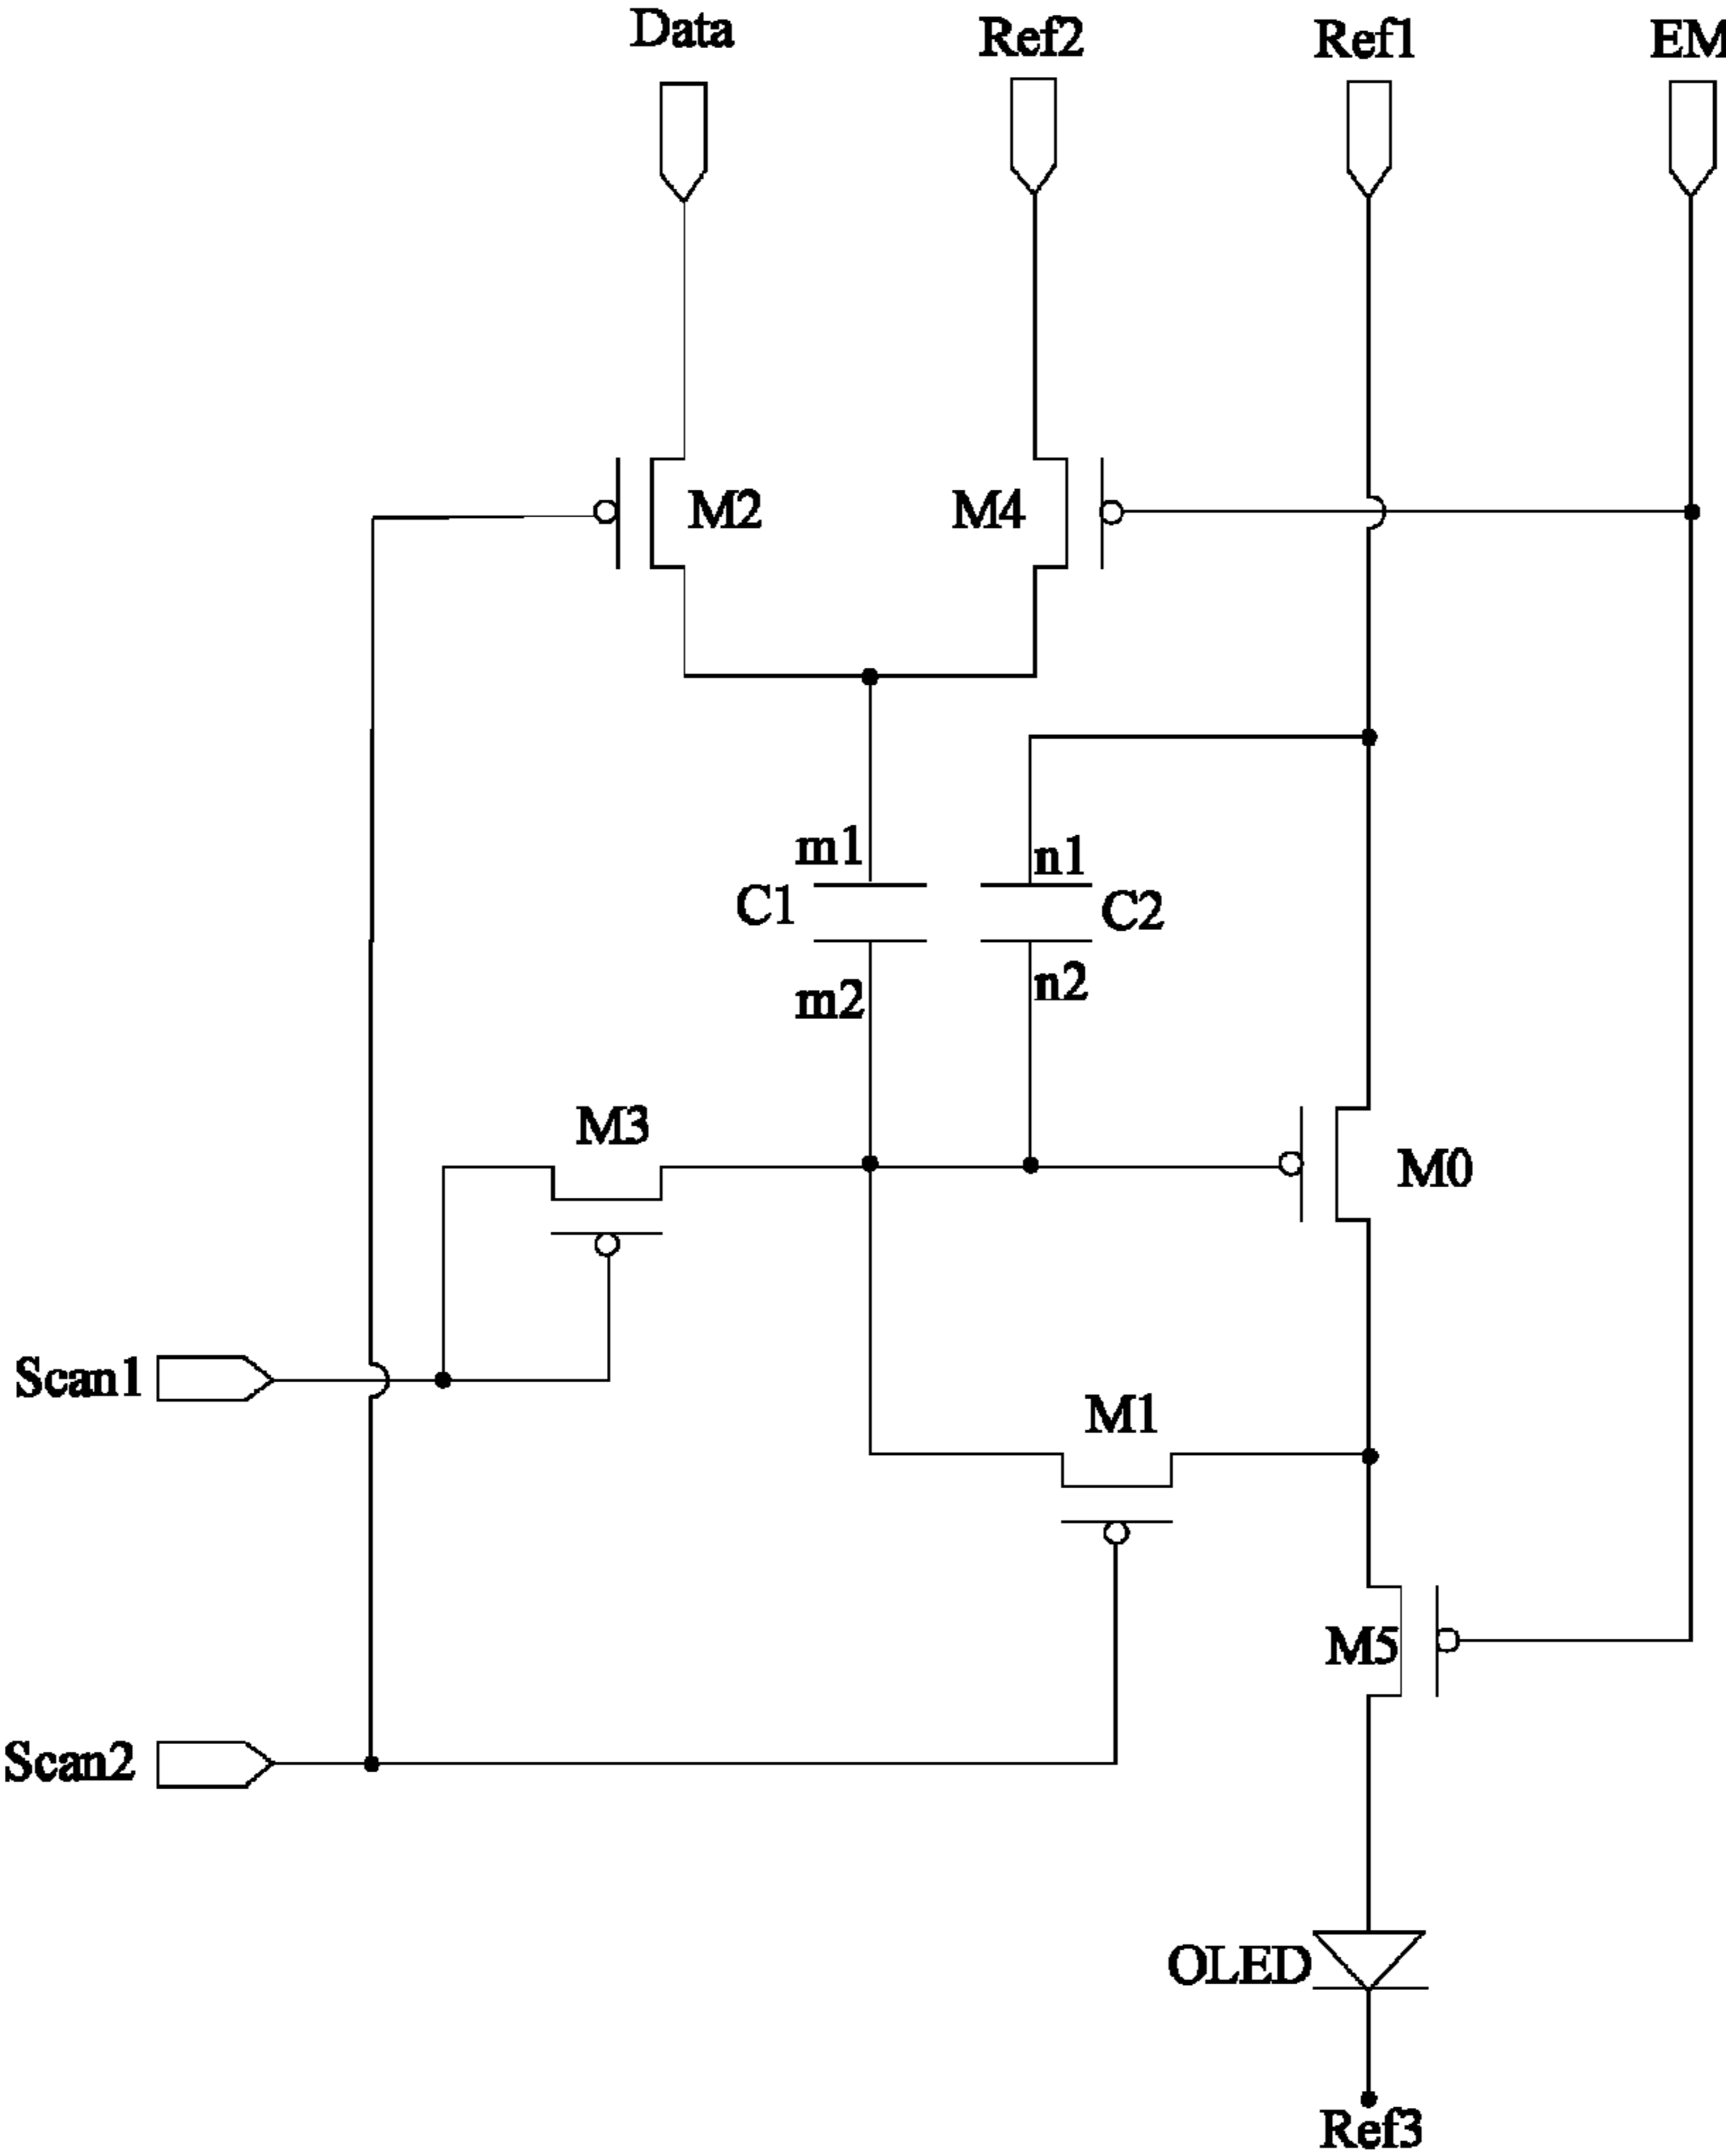 Data
Ref2
Ref1
EM
M2
M4
m1
n1
C1
C2
m2
n2
M3
M0
Scan1
M1
M5
Scan2
OLED
Ref3